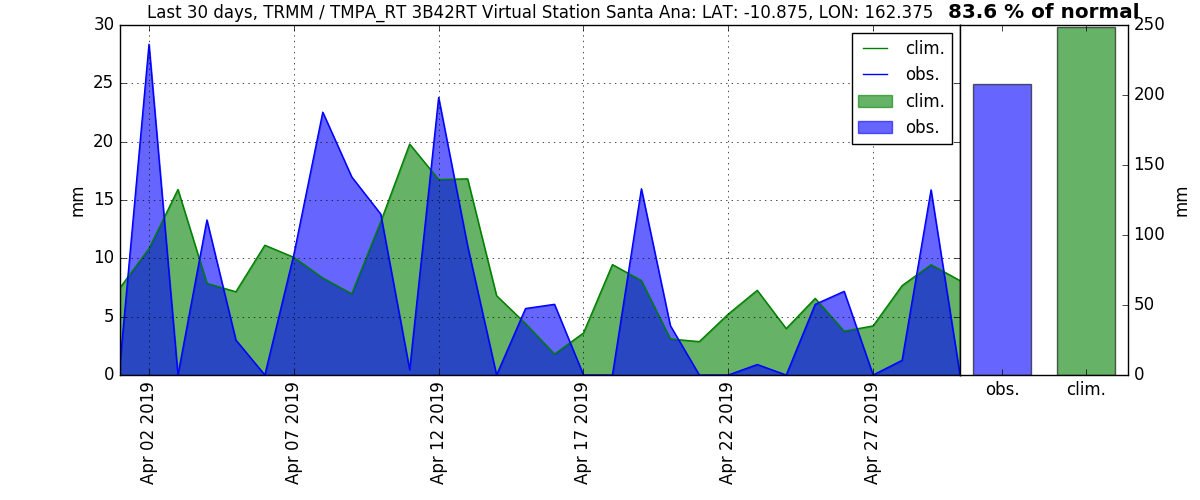 Last 30 days, TRMM / TMPA_RT 3B42RT Virtual Station Santa Ana: LAT: -10.875, LON: 162.375
83.6 % of normal
30
25
20
15
10
5
0
mm
clim.
obs.
clim.
obs.
Apr 02 2019
Apr 07 2019
Apr 12 2019
Apr 17 2019
Apr 22 2019
Apr 27 2019
250
200
150
100
50
0
mm
obs.
clim.